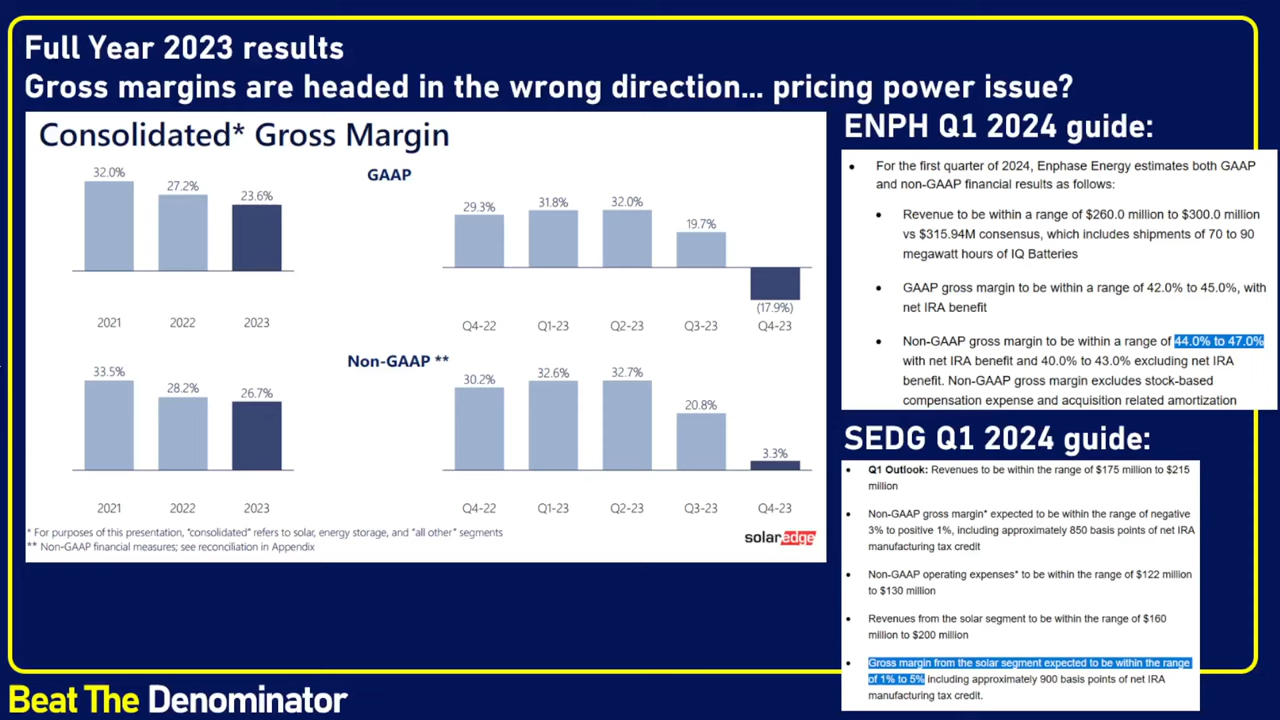 Full Year 2023 results
Gross margins are headed in the wrong direction... pricing power issue?
Consolidated* Gross Margin
GAAP
32.0%
27.2%
23.6%
2021
2022
2023
29.3%
31.8%
32.0%
19.7%
(17.9%)
Q4-22
Q1-23
Q2-23
Q3-23
Q4-23
Non-GAAP **
33.5%
28.2%
26.7%
2021
2022
2023
30.2%
32.6%
32.7%
20.8%
3.3%
Q4-22
Q1-23
Q2-23
Q3-23
Q4-23
* For purposes of this presentation, "consolidated" refers to solar, energy storage, and "all other" segments
** Non-GAAP financial measures; see reconciliation in Appendix
solaredge
ENPH Q1 2024 guide:
• For the first quarter of 2024, Enphase Energy estimates both GAAP
and non-GAAP financial results as follows:
• Revenue to be within a range of $260.0 million to $300.0 million
vs $315.94M consensus, which includes shipments of 70 to 90
megawatt hours of IQ Batteries
• GAAP gross margin to be within a range of 42.0% to 45.0%, with
net IRA benefit
• Non-GAAP gross margin to be within a range of 44.0% to 47.0%
with net IRA benefit and 40.0% to 43.0% excluding net IRA
benefit. Non-GAAP gross margin excludes stock-based
compensation expense and acquisition related amortization
SEDG Q1 2024 guide:
• Q1 Outlook: Revenues to be within the range of $175 million to $215
million
• Non-GAAP gross margin* expected to be within the range of negative
3% to positive 1%, including approximately 850 basis points of net IRA
manufacturing tax credit
• Non-GAAP operating expenses* to be within the range of $122 million
to $130 million
• Revenues from the solar segment to be within the range of $160
million to $200 million
• Gross margin from the solar segment expected to be within the range
of 1% to 5% including approximately 900 basis points of net IRA
manufacturing tax credit.
Beat The Denominator